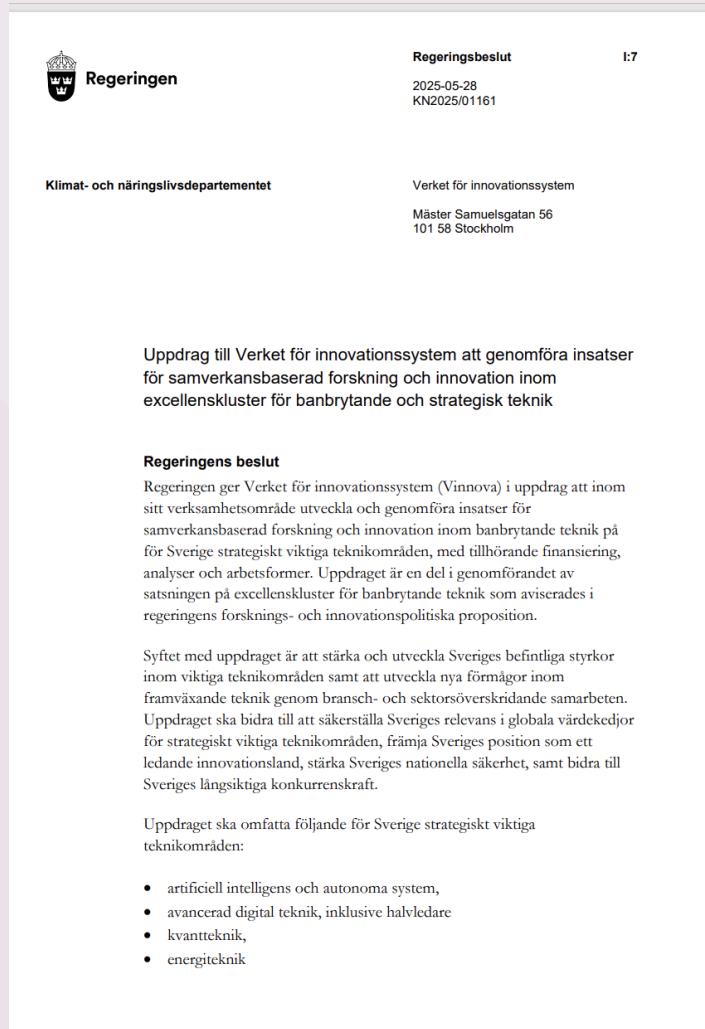 Regeringen
Regeringsbeslut I:7
2025-05-28
KN2025/01161
Klimat- och näringslivsdepartementet
Verket för innovationssystem
Mäster Samuelsgatan 56
101 58 Stockholm
Uppdrag till Verket för innovationssystem att genomföra insatser
för samverkansbaserad forskning och innovation inom
excellenskluster för banbrytande och strategisk teknik
Regeringens beslut
Regeringen ger Verket för innovationssystem (Vinnova) i uppdrag att inom
sitt verksamhetsområde utveckla och genomföra insatser för
samverkansbaserad forskning och innovation inom banbrytande teknik på
för Sverige strategiskt viktiga teknikområden, med tillhörande finansiering,
analyser och arbetsformer. Uppdraget är en del i genomförandet av
satsningen på excellenskluster för banbrytande teknik som aviserades i
regeringens forsknings- och innovationspolitiska proposition.
Syftet med uppdraget är att stärka och utveckla Sveriges befintliga styrkor
inom viktiga teknikområden samt att utveckla nya förmågor inom
framväxande teknik genom bransch- och sektorsöverskridande samarbeten.
Uppdraget ska bidra till att säkerställa Sveriges relevans i globala värdekedjor
för strategiskt viktiga teknikområden, främja Sveriges position som ett
ledande innovationsland, stärka Sveriges nationella säkerhet, samt bidra till
Sveriges långsiktiga konkurrenskraft.
Uppdraget ska omfatta följande för Sverige strategiskt viktiga
teknikområden:
• artificiell intelligens och autonoma system,
• avancerad digital teknik, inklusive halvledare
• kvantteknik,
• energiteknik